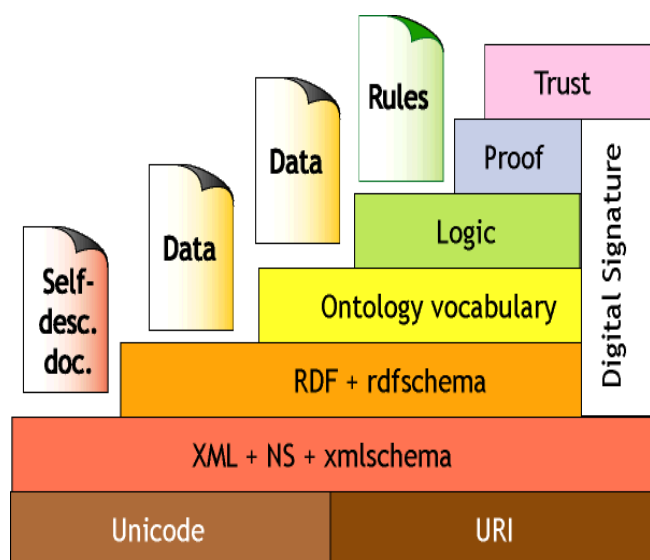 Rules
Trust
Data
Proof
Data
Logic
Self-
desc.
doc.
Ontology vocabulary
Digital Signature
RDF + rdfschema
XML + NS + xmlschema
Unicode
URI